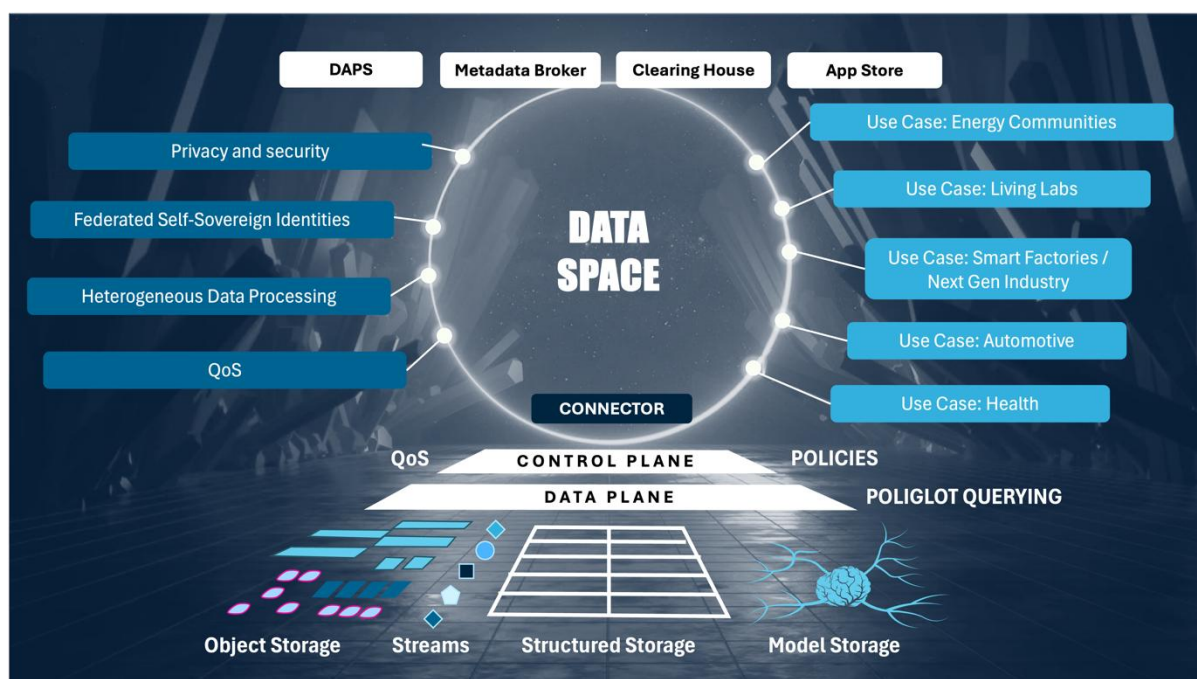 DAPS
Metadata Broker
Clearing House
App Store
Privacy and security
Federated Self-Sovereign Identities
Heterogeneous Data Processing
QoS
DATA
SPACE
Use Case: Energy Communities
Use Case: Living Labs
Use Case: Smart Factories /
Next Gen Industry
Use Case: Automotive
Use Case: Health
CONNECTOR
QoS
CONTROL PLANE
POLICIES
DATA PLANE
POLIGLOT QUERYING
Object Storage
Streams
Structured Storage
Model Storage